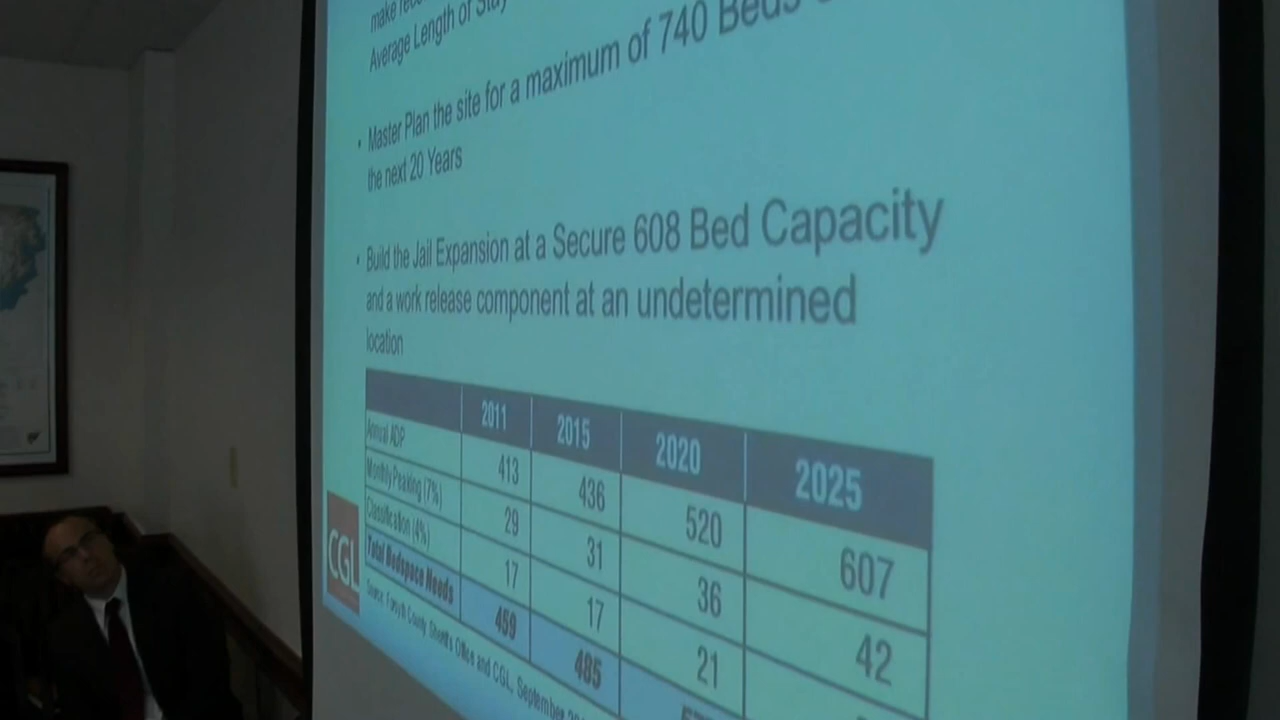 make
Average Length of Stay
• Master Plan the site for a maximum of 740 Beds
the next 20 Years
• Build the Jail Expansion at a Secure 608 Bed Capacity
and a work release component at an undetermined
location
2011 2015 2020 2025
Annual ADP 413 436 520 607
Monthly Peaking (7%) 29 31 36 42
Classification (4%) 17 17 21
Total Bedspace Needs 459 485
Source: Forsyth County Sheriff's Office and CGL, September
CGL